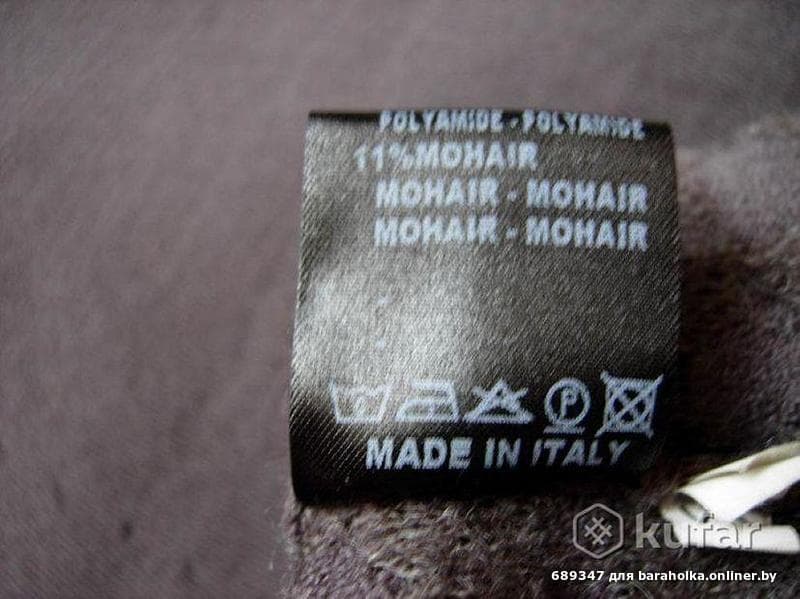 POLYAMIDE - POLYAMIDE
11%MOHAIR
MOHAIR - MOHAIR
MOHAIR - MOHAIR
P
MADE IN ITALY
kufar
689347 для baraholka.onliner.by